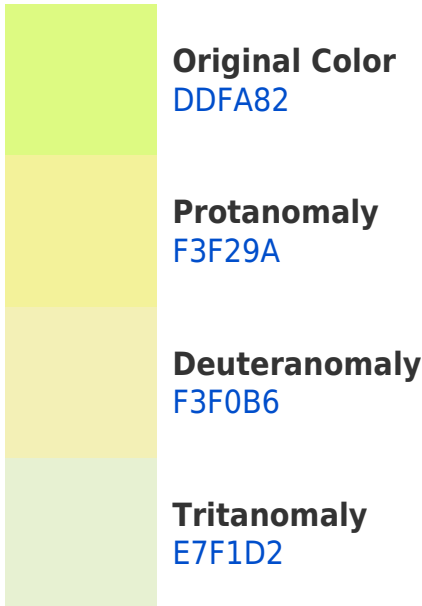 Original Color
DDFA82
Protanomaly
F3F29A
Deuteranomaly
F3F0B6
Tritanomaly
E7F1D2